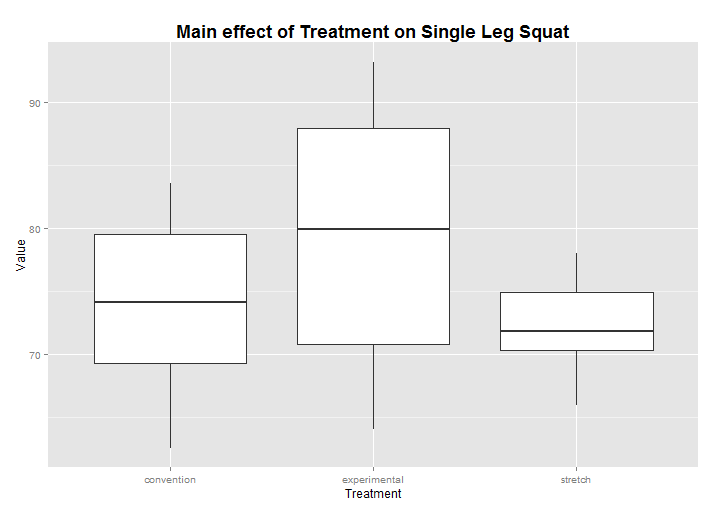 Main effect of Treatment on Single Leg Squat
90
80
70
Value
convention experimental stretch
Treatment